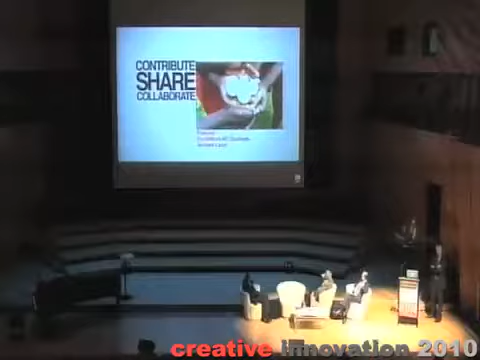 CONTRIBUTE
SHARE
COLLABORATE
creative innovation 2010